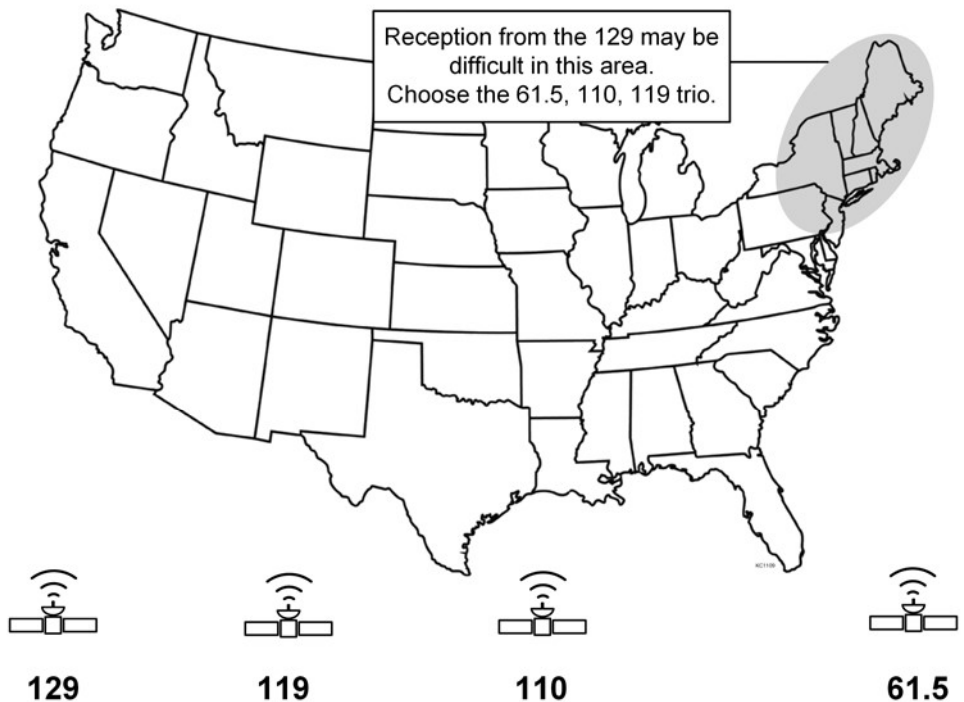 Reception from the 129 may be
difficult in this area.
Choose the 61.5, 110, 119 trio.
KC1109
129
119
110
61.5